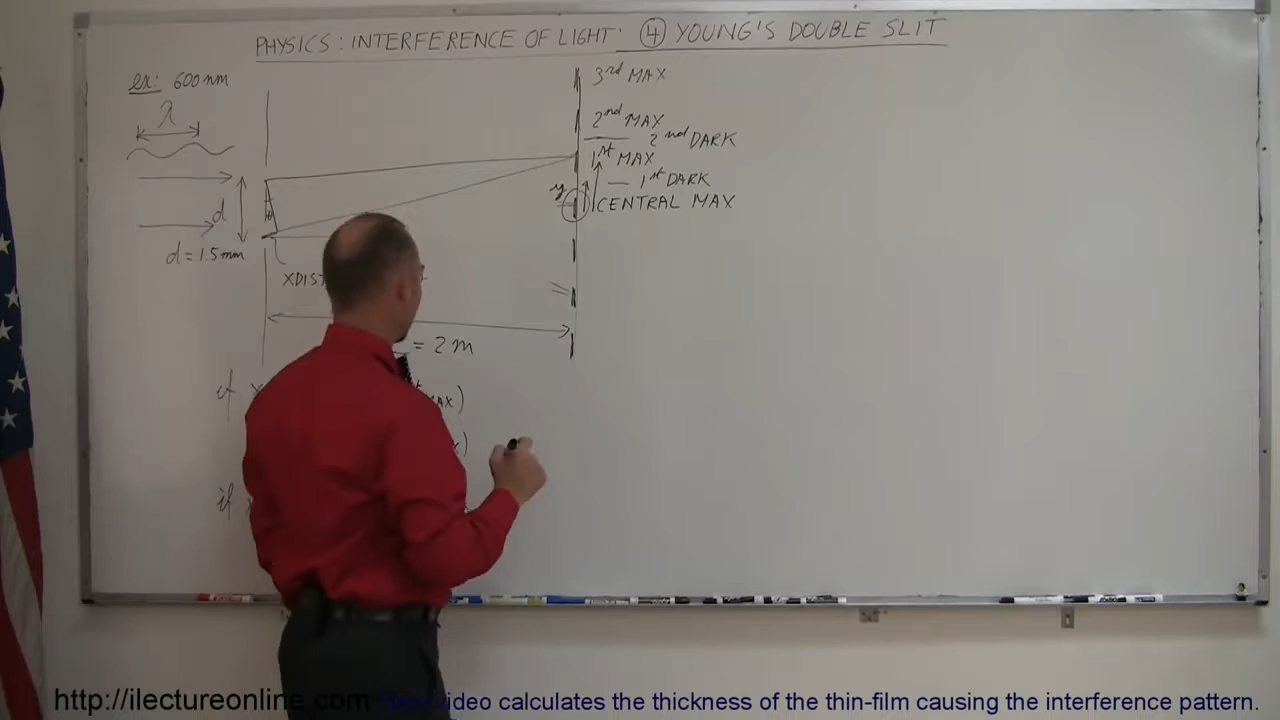 PHYSICS: INTERFERENCE OF LIGHT: ④ YOUNG'S DOUBLE SLIT
ex: 600 nm
λ
3rd MAX
2nd MAX
2nd DARK
1st MAX
1st DARK
y
CENTRAL MAX
d
d = 1.5 mm
= 2 m
if
if
http://ilectureonline.com
Next video calculates the thickness of the thin-film causing the interference pattern.